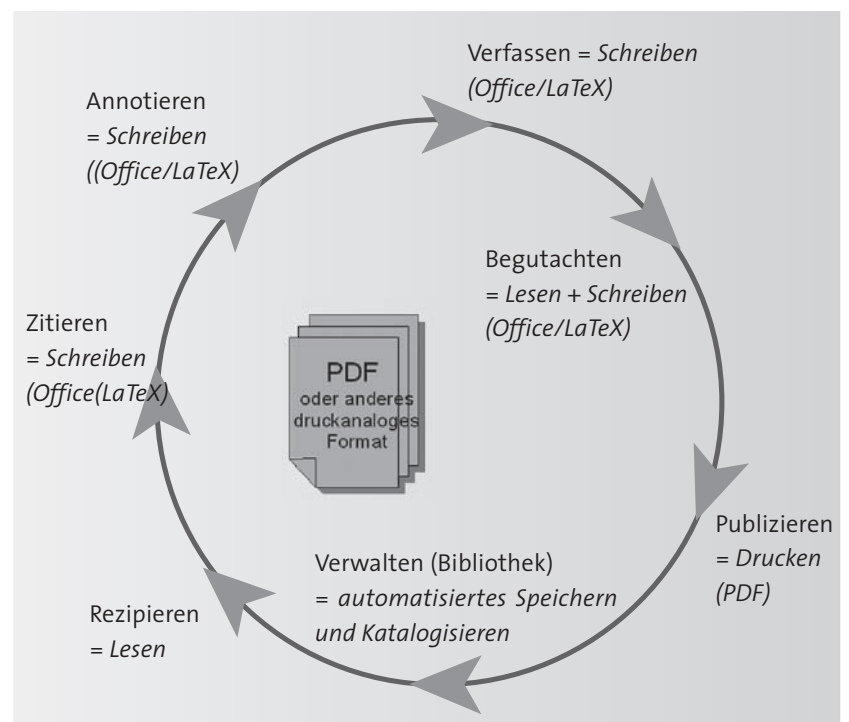 Verfassen = Schreiben
(Office/LaTeX)
Annotieren
= Schreiben
((Office/LaTeX)
Begutachten
= Lesen + Schreiben
(Office/LaTeX)
Zitieren
= Schreiben
(Office(LaTeX)
PDF
oder anderes
druckanaloges
Format
Publizieren
= Drucken
(PDF)
Verwalten (Bibliothek)
= automatisiertes Speichern
und Katalogisieren
Rezipieren
= Lesen